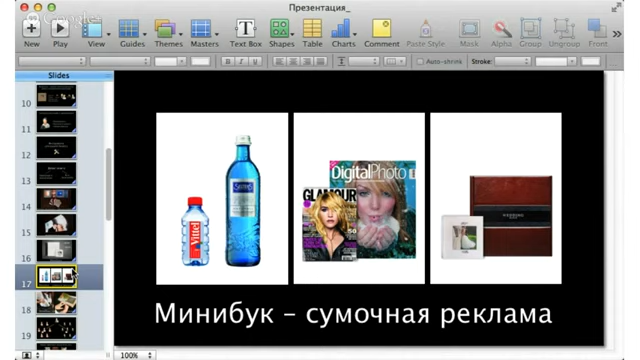 Презентация_
Google+
New
Play
View
Guides
Themes
Masters
Text Box
Shapes
Table
Charts
Comment
Paste Style
Mask
Alpha
Group
Ungroup
Front
Auto-shrink
Stroke:
Slides
10
11
12
13
14
15
16
17
18
19
Vittel
GLAMOUR
DigitalPhoto
Минибук – сумочная реклама
100%